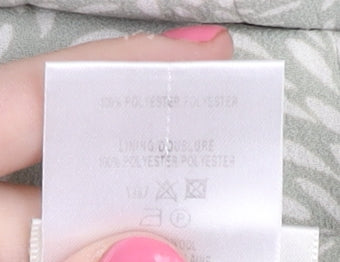 100% POLYESTER POLYESTER
LINING DOUBLURE
100% POLYESTER POLYESTER
P